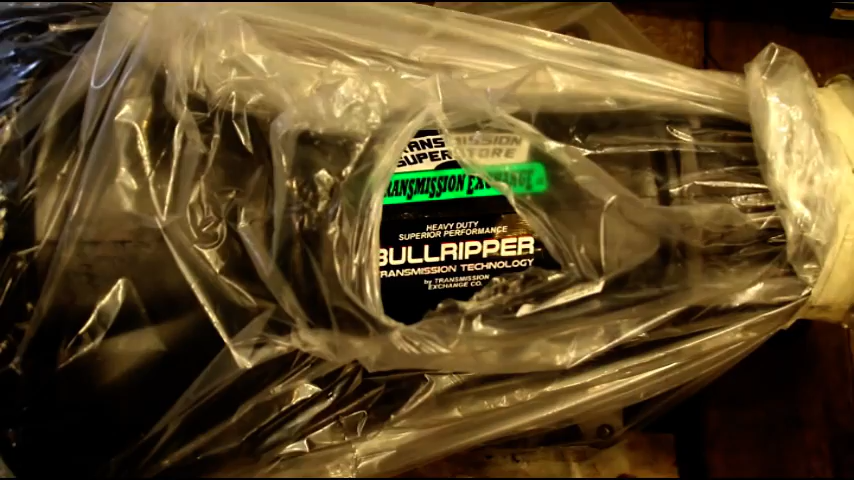 TRANSMISSION
SUPERSTORE
TRANSMISSION EXCHANGE
HEAVY DUTY
SUPERIOR PERFORMANCE
BULLRIPPER
TRANSMISSION TECHNOLOGY
by TRANSMISSION
EXCHANGE CO.